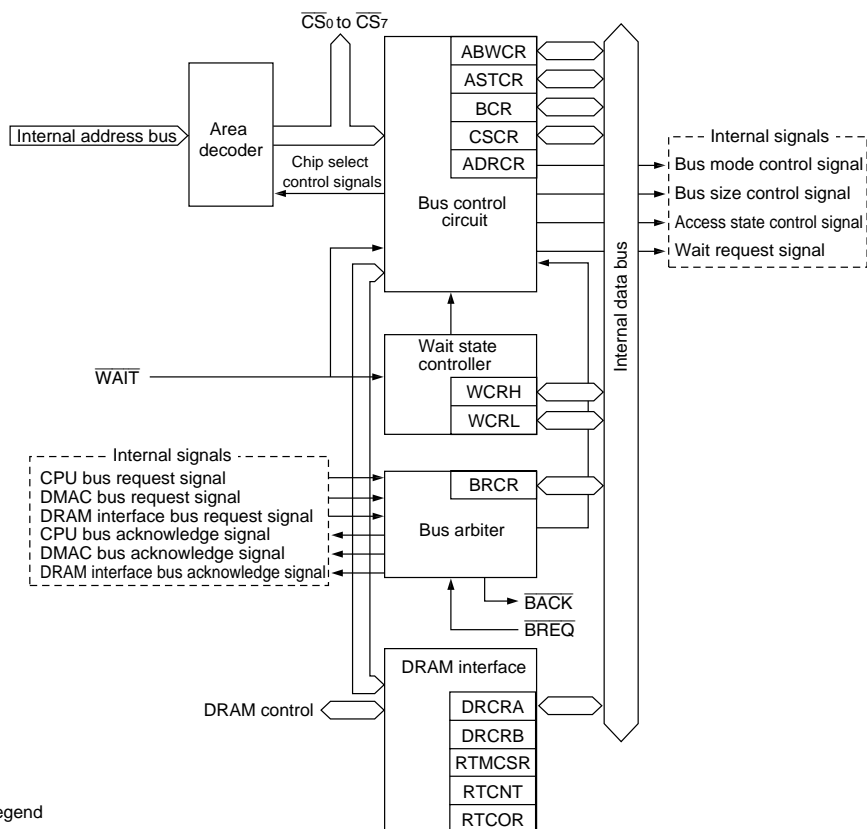 CS0 to CS7
ABWCR
ASTCR
BCR
CSCR
ADRCR
Bus control
circuit
Internal address bus
Area
decoder
Chip select
control signals
Internal signals
Bus mode control signal
Bus size control signal
Access state control signal
Wait request signal
Internal data bus
WAIT
Wait state
controller
WCRH
WCRL
Internal signals
CPU bus request signal
DMAC bus request signal
DRAM interface bus request signal
CPU bus acknowledge signal
DMAC bus acknowledge signal
DRAM interface bus acknowledge signal
BRCR
Bus arbiter
BACK
BREQ
DRAM interface
DRAM control
DRCRA
DRCRB
RTMCSR
RTCNT
RTCOR
egend